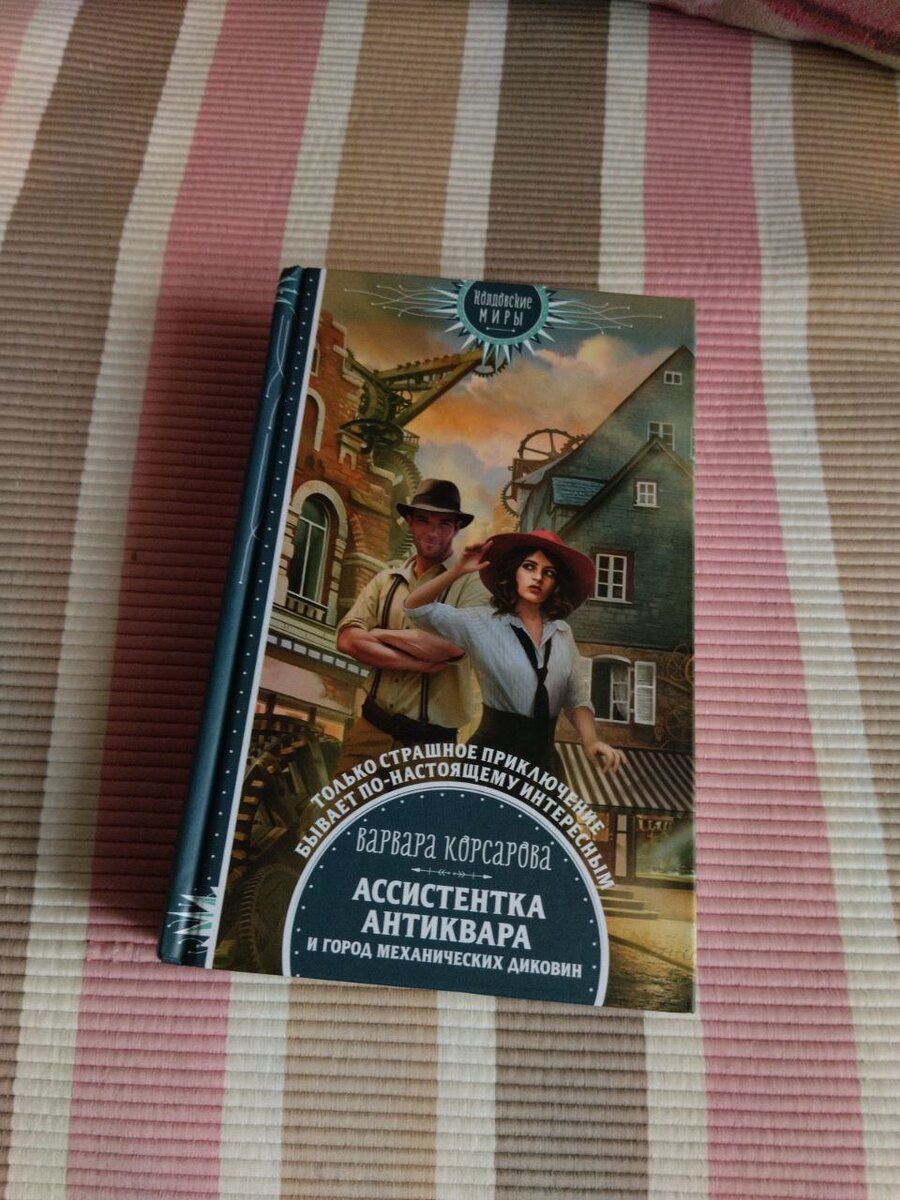 Колдовские
МИРЫ
ТОЛЬКО СТРАШНОЕ ПРИКЛЮЧЕНИЕ
БЫВАЕТ ПО-НАСТОЯЩЕМУ ИНТЕРЕСНЫМ
ВАРВАРА КОРСАРОВА
АССИСТЕНТКА
АНТИКВАРА
И ГОРОД МЕХАНИЧЕСКИХ ДИКОВИН